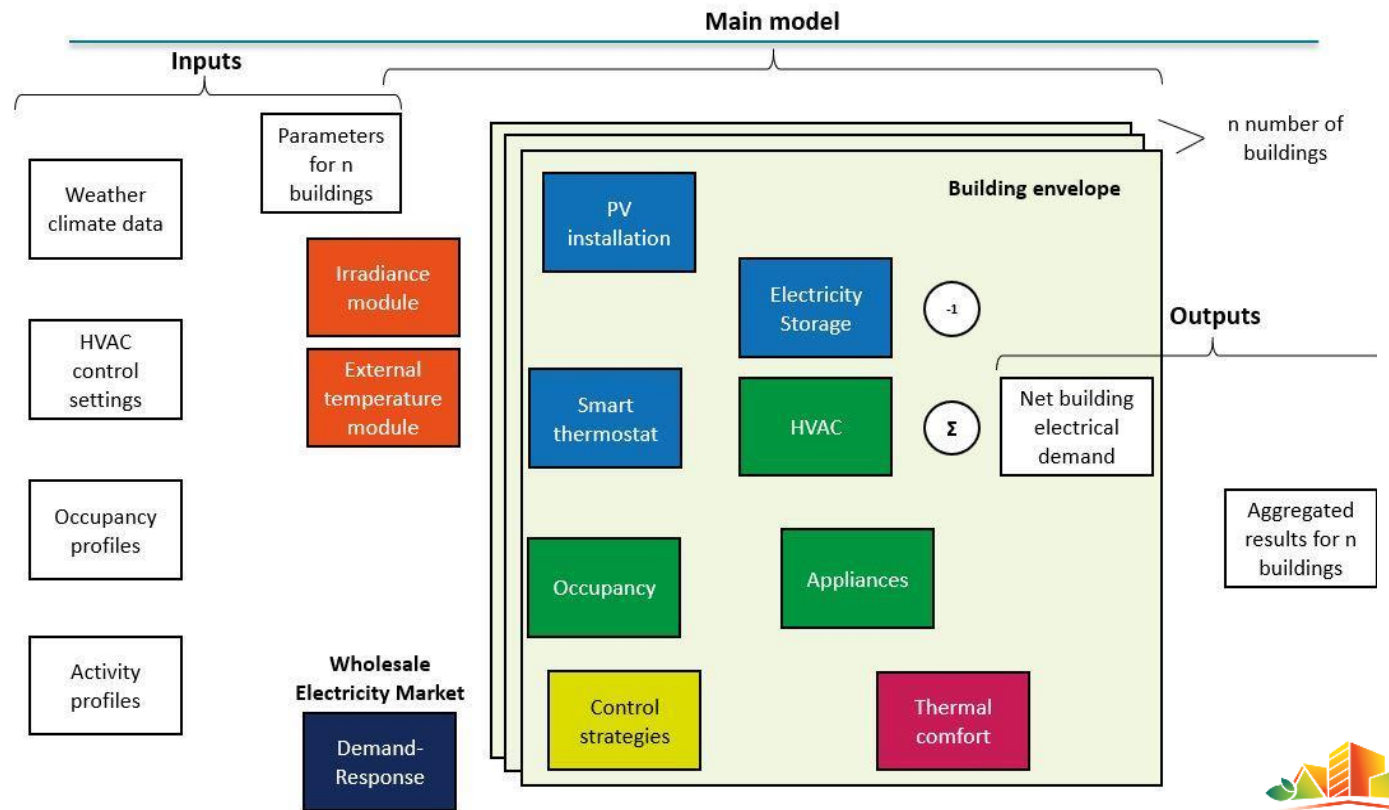 Main model
Inputs
Parameters
for n
buildings
n number of
buildings
Weather
climate data
Building envelope
PV
installation
Irradiance
module
Electricity
Storage
-1
Outputs
HVAC
control
settings
External
temperature
module
Smart
thermostat
HVAC
Σ
Net building
electrical
demand
Occupancy
profiles
Aggregated
results for n
buildings
Occupancy
Appliances
Activity
profiles
Wholesale
Electricity Market
Demand-
Response
Control
strategies
Thermal
comfort